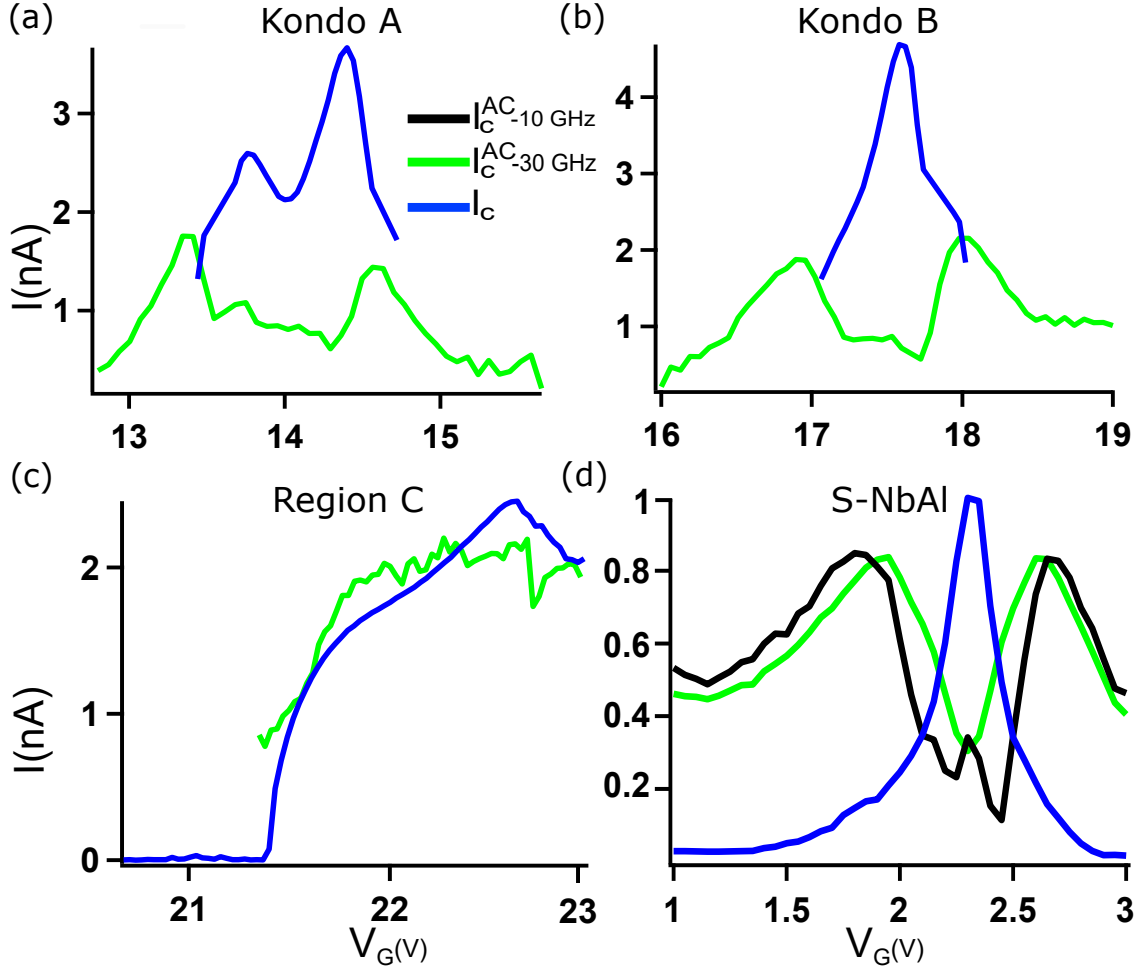 (a) Kondo A
(b) Kondo B
I(nA)
3
2
1
13 14 15
I_c^AC-10 GHz
I_c^AC-30 GHz
I_c
4
3
2
1
16 17 18 19
(c) Region C
(d) S-NbAl
I(nA)
2
1
0
21 22 23
V_G(V)
1
0.8
0.6
0.4
0.2
1 1.5 2 2.5 3
V_G(V)